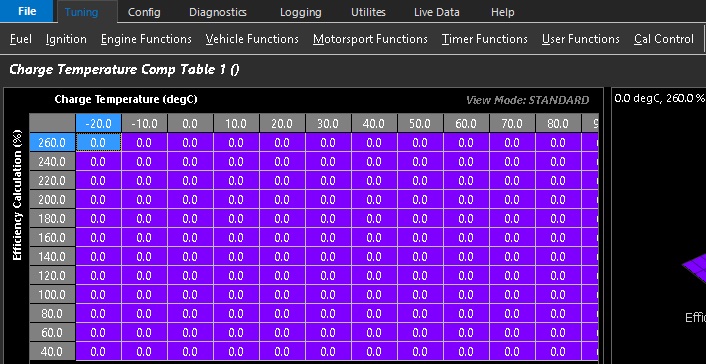 File Tuning Config Diagnostics Logging Utilites Live Data Help
Fuel Ignition Engine Functions Vehicle Functions Motorsport Functions Timer Functions User Functions Cal Control
Charge Temperature Comp Table 1 ()
Charge Temperature (degC) View Mode: STANDARD
0.0 degC, 260.0 %
Efficiency Calculation (%)
-20.0 -10.0 0.0 10.0 20.0 30.0 40.0 50.0 60.0 70.0 80.0 9
260.0 0.0 0.0 0.0 0.0 0.0 0.0 0.0 0.0 0.0 0.0 0.0
240.0 0.0 0.0 0.0 0.0 0.0 0.0 0.0 0.0 0.0 0.0 0.0
220.0 0.0 0.0 0.0 0.0 0.0 0.0 0.0 0.0 0.0 0.0 0.0
200.0 0.0 0.0 0.0 0.0 0.0 0.0 0.0 0.0 0.0 0.0 0.0
180.0 0.0 0.0 0.0 0.0 0.0 0.0 0.0 0.0 0.0 0.0 0.0
160.0 0.0 0.0 0.0 0.0 0.0 0.0 0.0 0.0 0.0 0.0 0.0
140.0 0.0 0.0 0.0 0.0 0.0 0.0 0.0 0.0 0.0 0.0 0.0
120.0 0.0 0.0 0.0 0.0 0.0 0.0 0.0 0.0 0.0 0.0 0.0
100.0 0.0 0.0 0.0 0.0 0.0 0.0 0.0 0.0 0.0 0.0 0.0
80.0 0.0 0.0 0.0 0.0 0.0 0.0 0.0 0.0 0.0 0.0 0.0
60.0 0.0 0.0 0.0 0.0 0.0 0.0 0.0 0.0 0.0 0.0 0.0
40.0 0.0 0.0 0.0 0.0 0.0 0.0 0.0 0.0 0.0 0.0 0.0
Effic